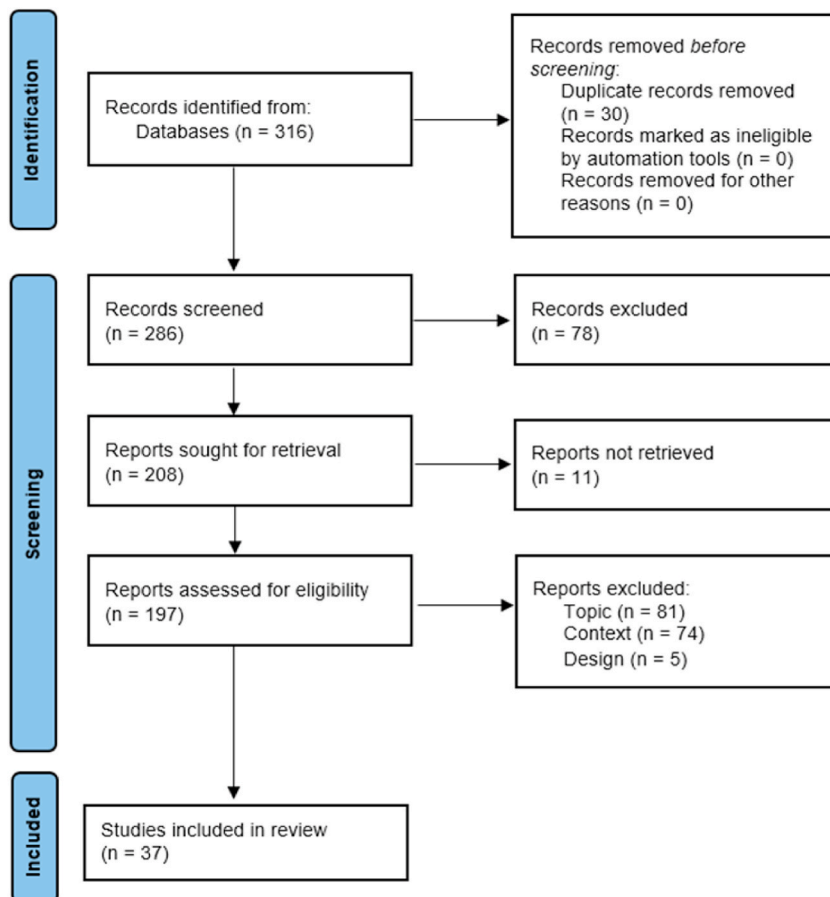 Identification
Records identified from:
Databases (n = 316)
Records removed before
screening:
Duplicate records removed
(n = 30)
Records marked as ineligible
by automation tools (n = 0)
Records removed for other
reasons (n = 0)
Screening
Records screened
(n = 286)
Records excluded
(n = 78)
Reports sought for retrieval
(n = 208)
Reports not retrieved
(n = 11)
Reports assessed for eligibility
(n = 197)
Reports excluded:
Topic (n = 81)
Context (n = 74)
Design (n = 5)
Included
Studies included in review
(n = 37)